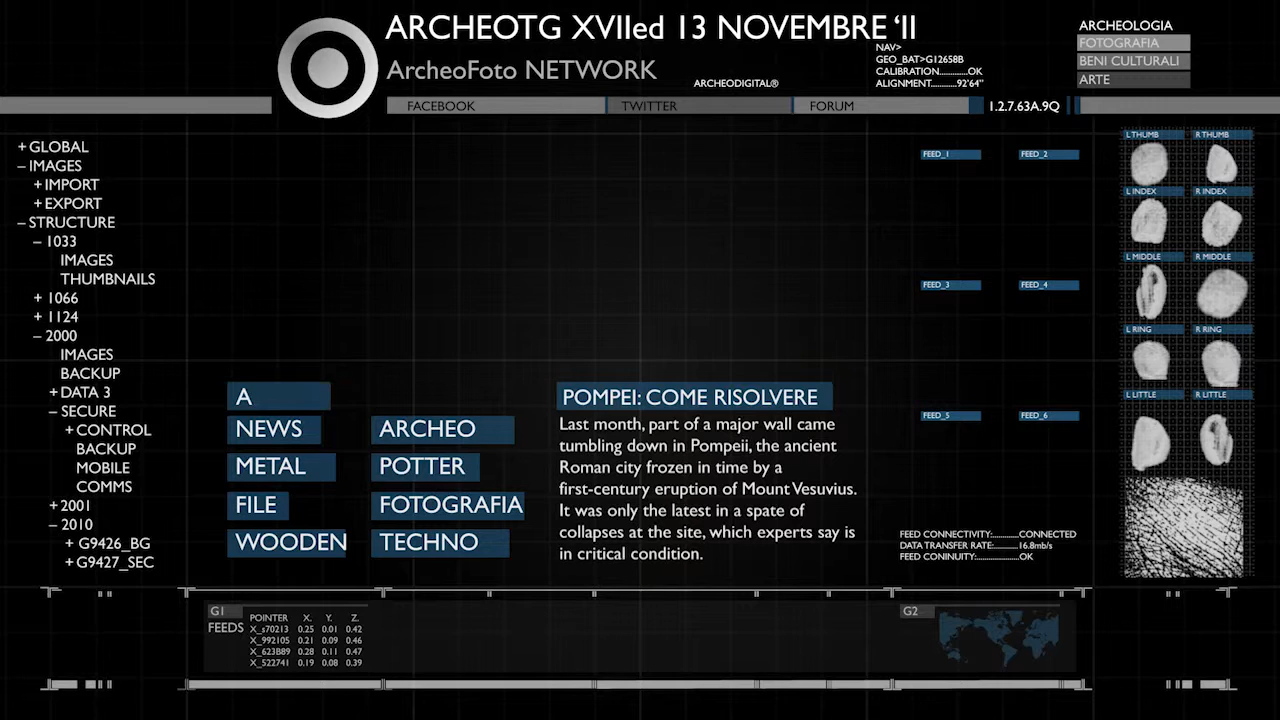 ARCHEOTG XVIIed 13 NOVEMBRE ‘II
ArcheoFoto NETWORK
ARCHEODIGITAL®
NAV>
GEO_BAT>G12658B
CALIBRATION..............OK
ALIGNMENT.........92’64”
ARCHEOLOGIA
FOTOGRAFIA
BENI CULTURALI
ARTE
FACEBOOK
TWITTER
FORUM
1.2.7.63A.9Q
+ GLOBAL
– IMAGES
+ IMPORT
+ EXPORT
– STRUCTURE
– 1033
IMAGES
THUMBNAILS
+ 1066
+ 1124
– 2000
IMAGES
BACKUP
+ DATA 3
– SECURE
+ CONTROL
BACKUP
MOBILE
COMMS
+ 2001
– 2010
+ G9426_BG
+ G9427_SEC
A
NEWS
METAL
FILE
WOODEN
ARCHEO
POTTER
FOTOGRAFIA
TECHNO
POMPEI: COME RISOLVERE
Last month, part of a major wall came
tumbling down in Pompeii, the ancient
Roman city frozen in time by a
first-century eruption of Mount Vesuvius.
It was only the latest in a spate of
collapses at the site, which experts say is
in critical condition.
FEED_1
FEED_2
FEED_3
FEED_4
FEED_5
FEED_6
FEED CONNECTIVITY:.............CONNECTED
DATA TRANSFER RATE:...........16.8mb/s
FEED CONINUITY:.....................OK
L THUMB
R THUMB
L INDEX
R INDEX
L MIDDLE
R MIDDLE
L RING
R RING
L LITTLE
R LITTLE
G1
FEEDS
POINTER X. Y. Z.
X_s70213 0.25 0.01 0.42
X_992105 0.21 0.09 0.46
X_623B89 0.28 0.11 0.47
X_522741 0.19 0.08 0.39
G2